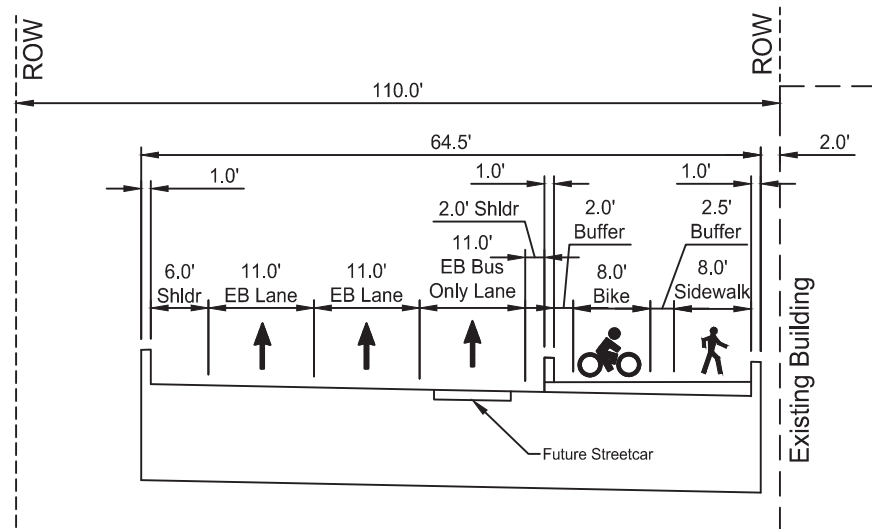 ROW
ROW
110.0'
64.5'
2.0'
1.0'
1.0'
1.0'
2.0' Shldr
2.0'
Buffer
2.5'
Buffer
6.0'
Shldr
11.0'
EB Lane
11.0'
EB Lane
11.0'
EB Bus
Only Lane
8.0'
Bike
8.0'
Sidewalk
Existing Building
Future Streetcar